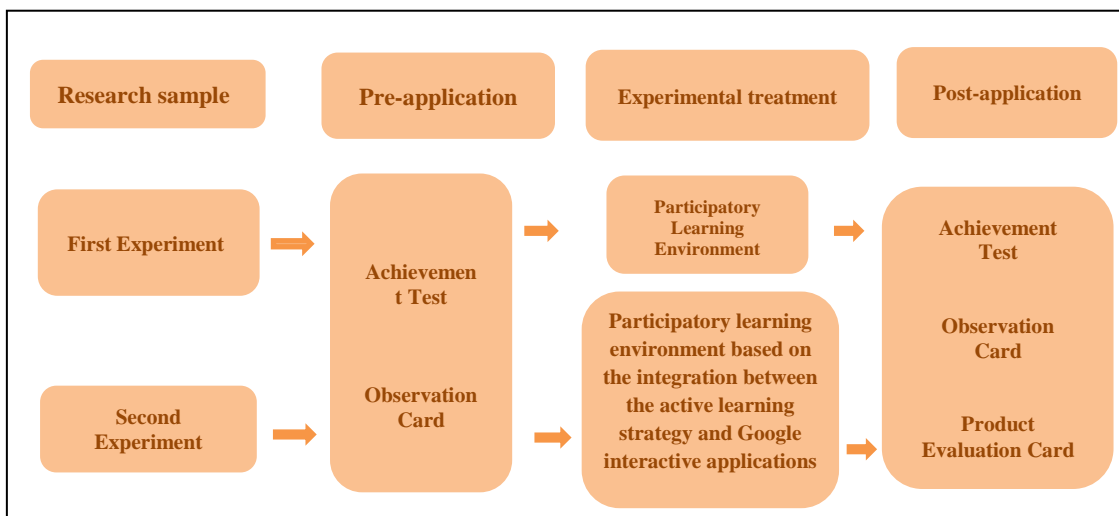 Research sample
Pre-application
Experimental treatment
Post-application
First Experiment
Achievemen
t Test
Observation
Card
Participatory
Learning
Environment
Achievement
Test
Observation
Card
Product
Evaluation Card
Second
Experiment
Participatory learning
environment based on
the integration between
the active learning
strategy and Google
interactive applications